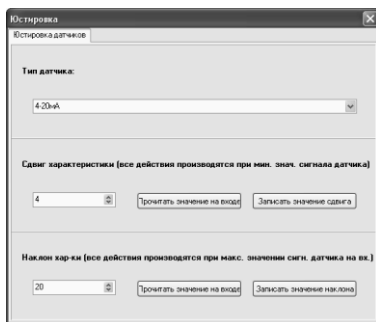 Юстировка
Юстировка датчиков
Тип датчика:
4-20мА
Сдвиг характеристики (все действия производятся при мин. знач. сигнала датчика)
4
Прочитать значение на входе
Записать значение сдвига
Наклон хар-ки (все действия производятся при макс. значении сигн. датчика на вх.)
20
Прочитать значение на входе
Записать значение наклона